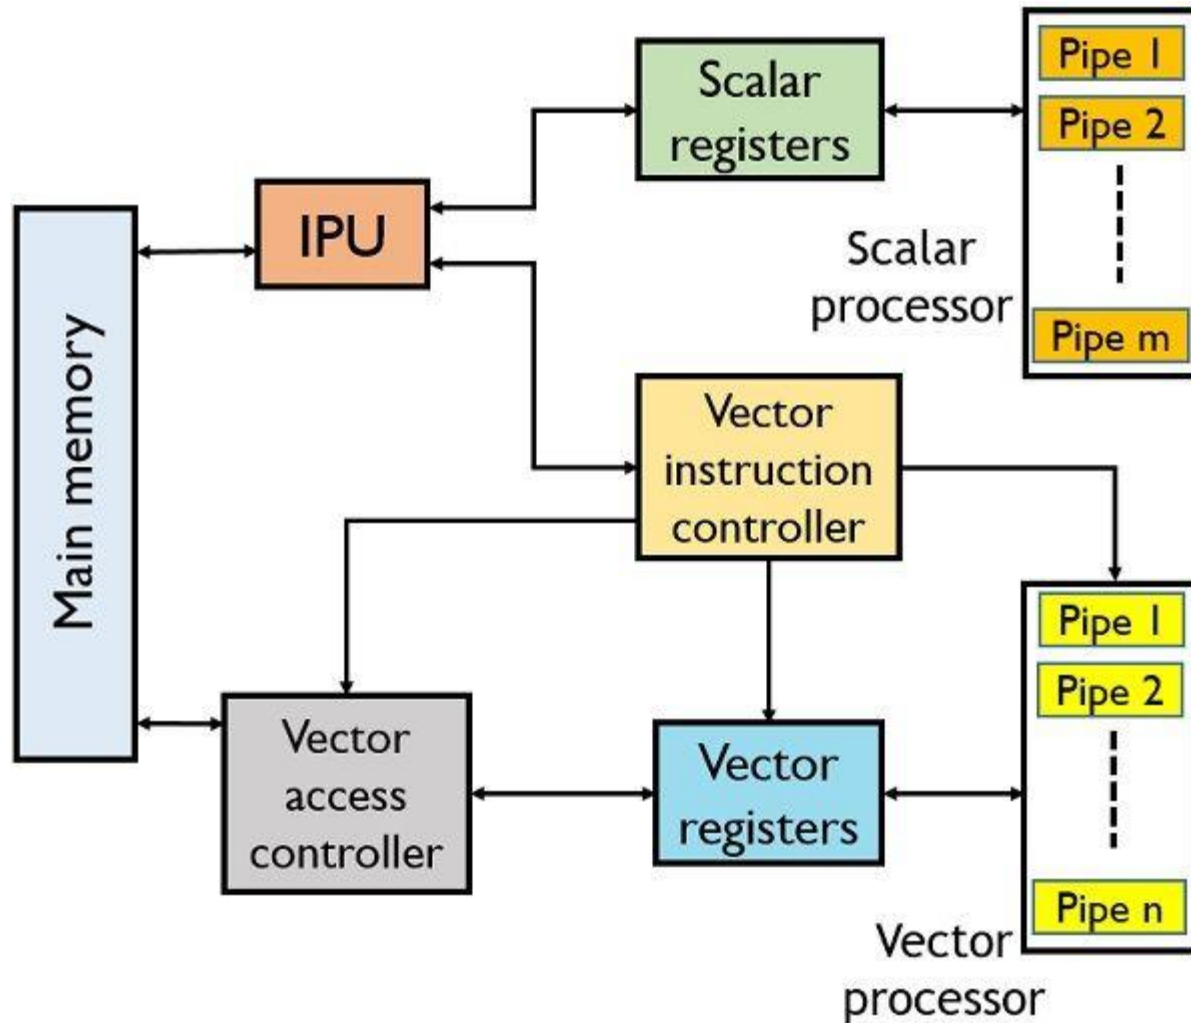 Scalar
registers
Pipe 1
Pipe 2
Pipe m
Scalar
processor
IPU
Main memory
Vector
instruction
controller
Vector
access
controller
Vector
registers
Pipe 1
Pipe 2
Pipe n
Vector
processor